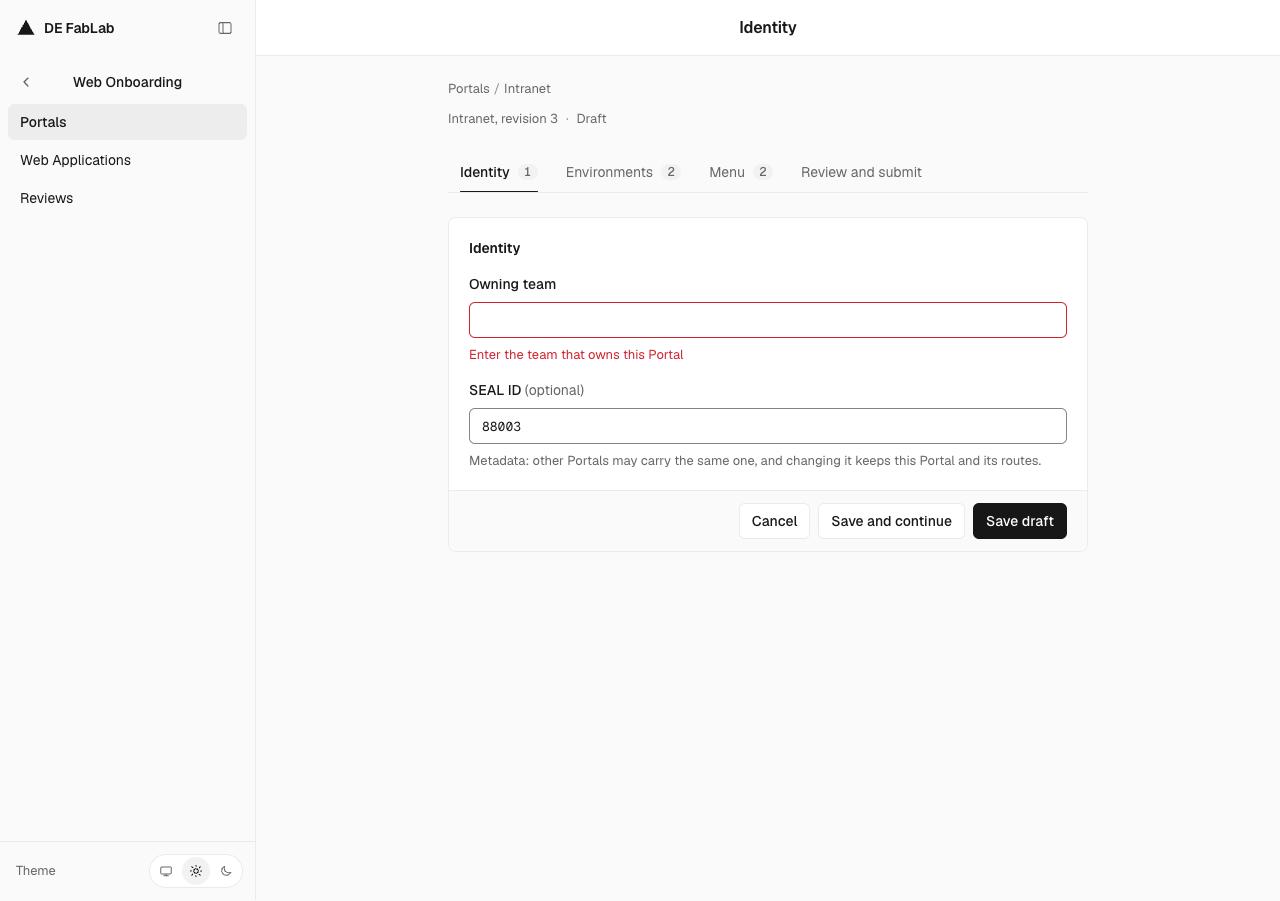 DE FabLab
Identity
Web Onboarding
Portals
Web Applications
Reviews
Portals / Intranet
Intranet, revision 3 · Draft
Identity 1 Environments 2 Menu 2 Review and submit
Identity
Owning team
Enter the team that owns this Portal
SEAL ID (optional)
88003
Metadata: other Portals may carry the same one, and changing it keeps this Portal and its routes.
Cancel Save and continue Save draft
Theme